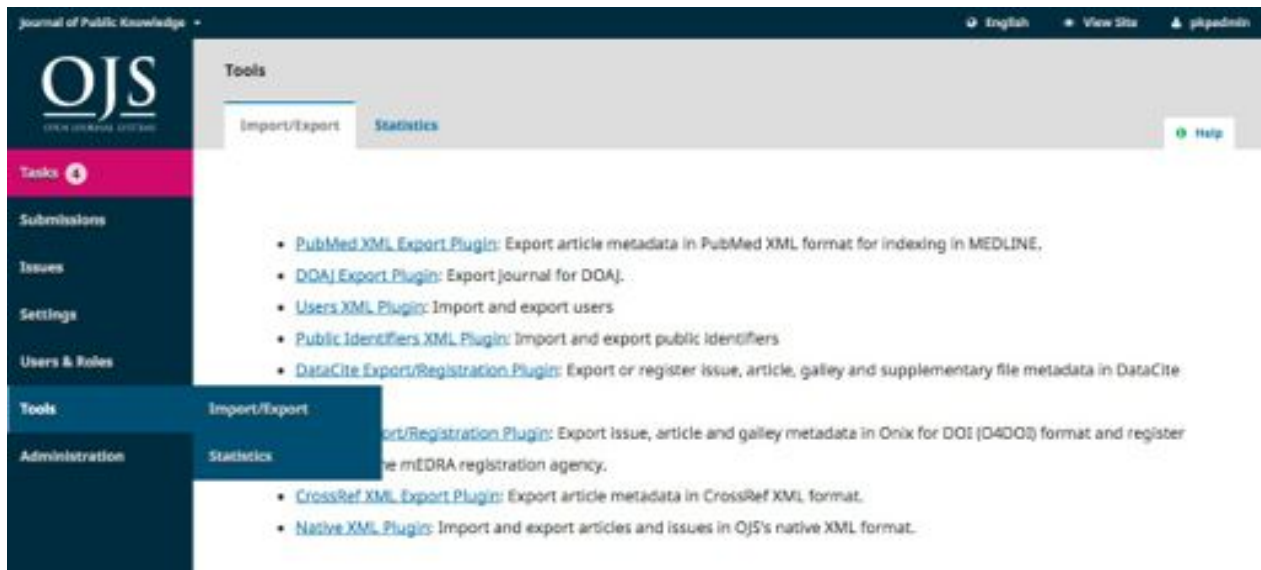 Journal of Public Knowledge
English
View Site
pkpadmin
OJS
OPEN JOURNAL SYSTEMS
Tools
Import/Export
Statistics
Help
Tasks 4
Submissions
Issues
Settings
Users & Roles
Tools
Administration
Import/Export
Statistics
PubMed XML Export Plugin: Export article metadata in PubMed XML format for indexing in MEDLINE.
DOAJ Export Plugin: Export journal for DOAJ.
Users XML Plugin: Import and export users
Public Identifiers XML Plugin: Import and export public identifiers
DataCite Export/Registration Plugin: Export or register issue, article, galley and supplementary file metadata in DataCite
ort/Registration Plugin: Export issue, article and galley metadata in Onix for DOI (O4DOI) format and register
e mEDRA registration agency.
CrossRef XML Export Plugin: Export article metadata in CrossRef XML format.
Native XML Plugin: Import and export articles and issues in OJS's native XML format.